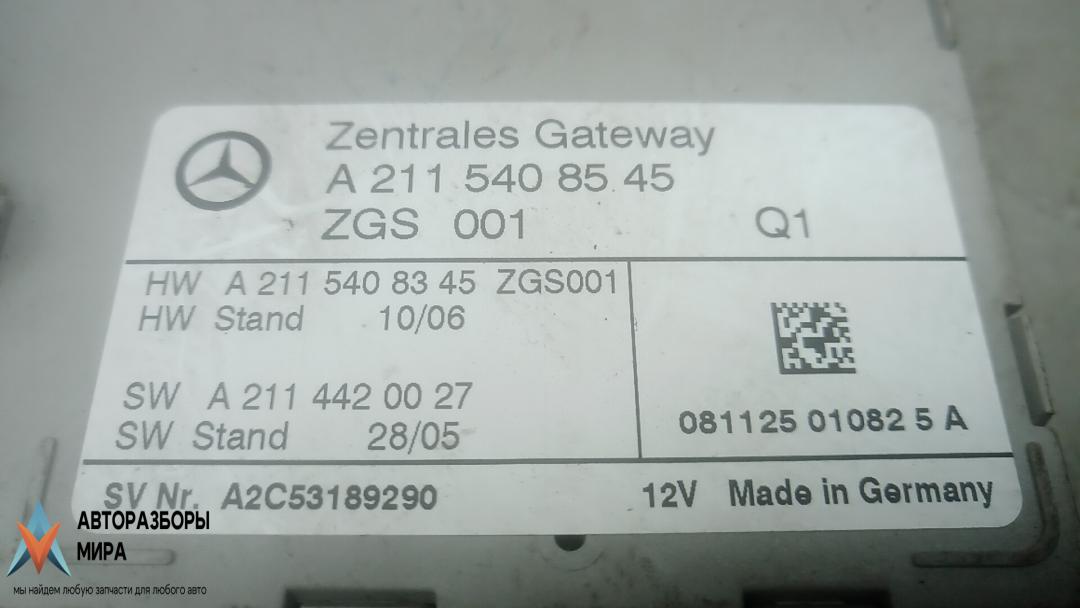 Zentrales Gateway
A 211 540 85 45
ZGS 001 Q1
HW A 211 540 83 45 ZGS001
HW Stand 10/06
SW A 211 442 00 27
SW Stand 28/05
081125 01082 5 A
SV Nr. A2C53189290 12V Made in Germany
АВТОРАЗБОРЫ
МИРА
мы найдем любую запчасти для любого авто